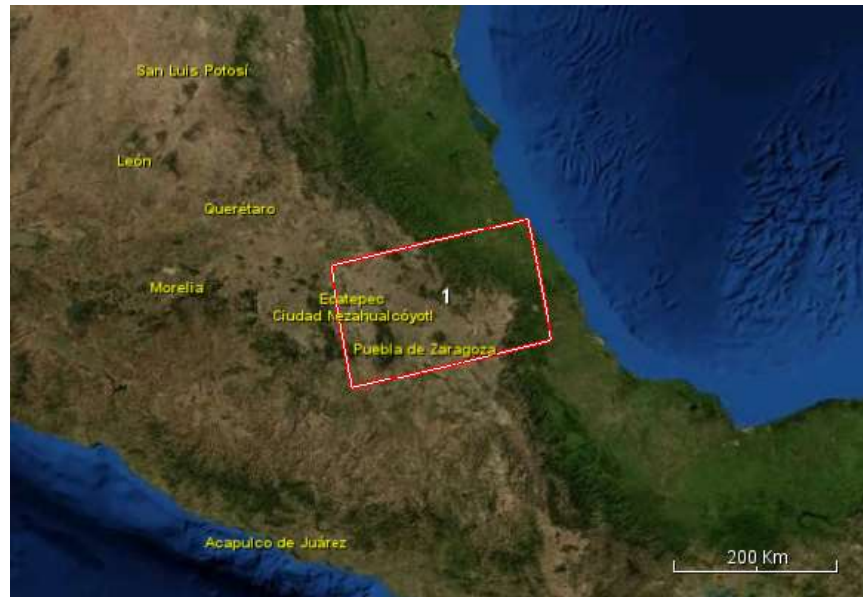 San Luis Potosí
León
Querétaro
Morelia
1
Ecatepec
Ciudad Nezahualcóyotl
Puebla de Zaragoza
Acapulco de Juárez
200 Km